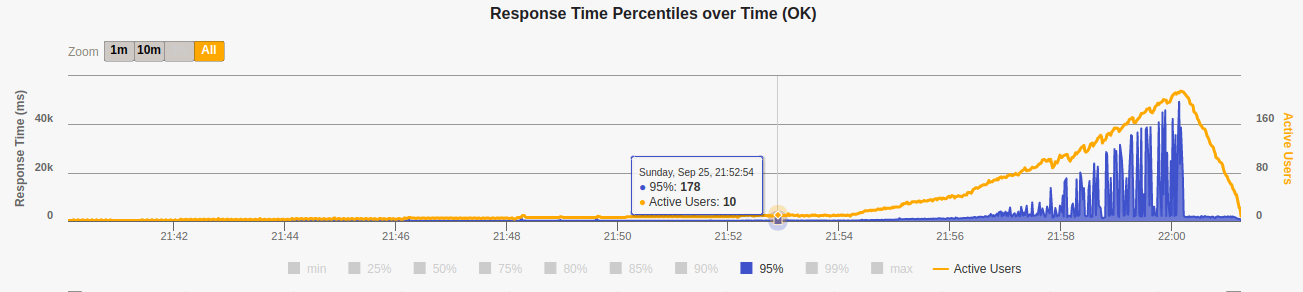 Response Time Percentiles over Time (OK)
Zoom 1m 10m All
Response Time (ms)
40k
20k
0
160
80
0
Active Users
Sunday, Sep 25, 21:52:54
95%: 178
Active Users: 10
21:42 21:44 21:46 21:48 21:50 21:52 21:54 21:56 21:58 22:00
min 25% 50% 75% 80% 85% 90% 95% 99% max Active Users